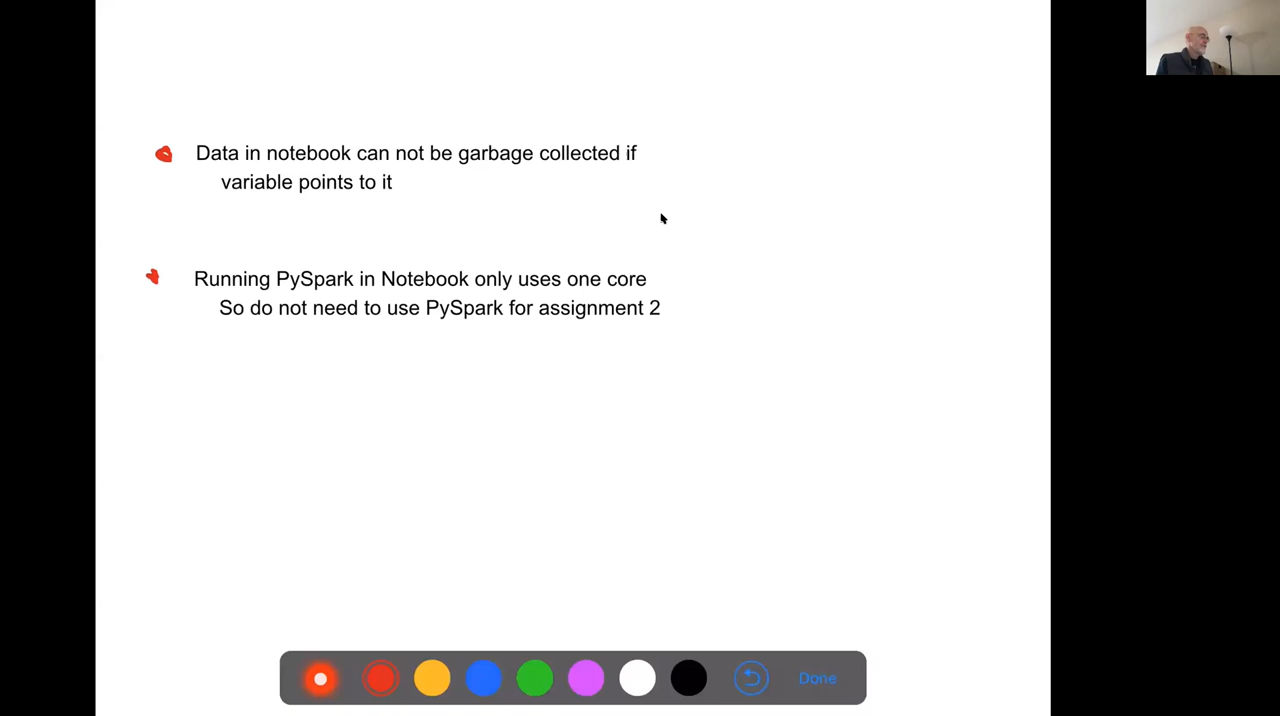 Data in notebook can not be garbage collected if
variable points to it
Running PySpark in Notebook only uses one core
So do not need to use PySpark for assignment 2
Done